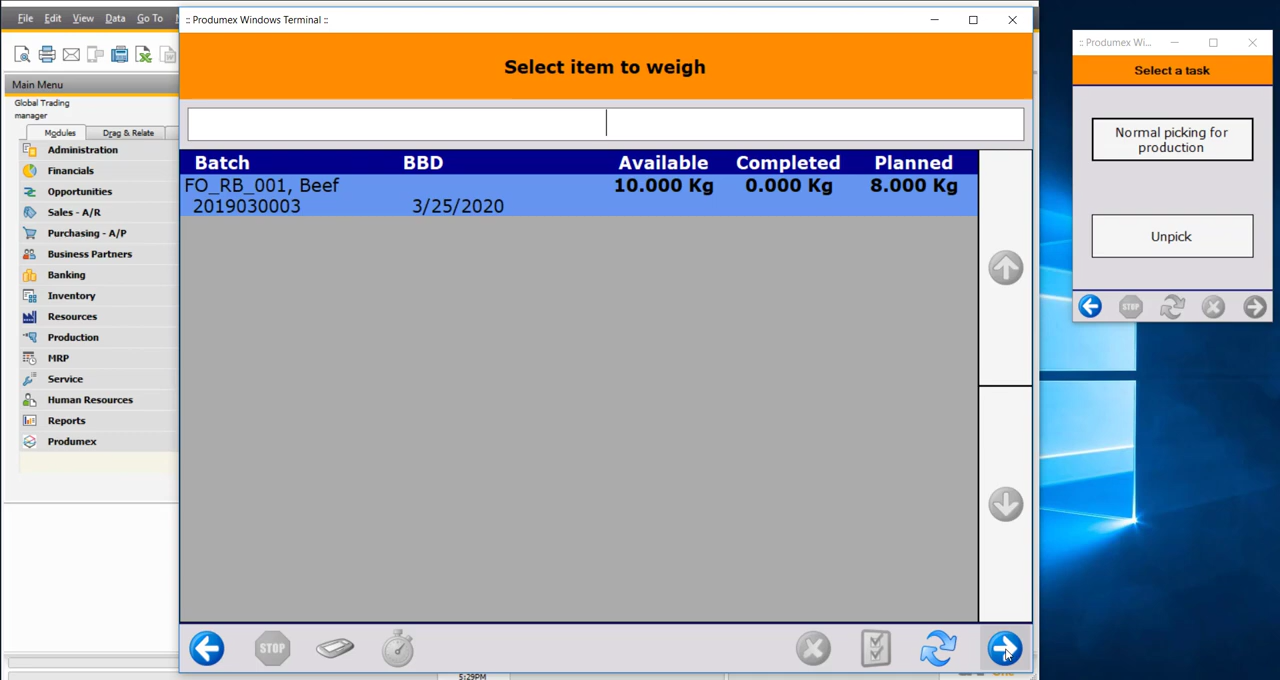 File Edit View Data Go To
:: Produmex Windows Terminal ::
Select item to weigh
Main Menu
Global Trading
manager
Modules Drag & Relate
Administration
Financials
Opportunities
Sales - A/R
Purchasing - A/P
Business Partners
Banking
Inventory
Resources
Production
MRP
Service
Human Resources
Reports
Produmex
Batch BBD Available Completed Planned
FO_RB_001, Beef 10.000 Kg 0.000 Kg 8.000 Kg
2019030003 3/25/2020
STOP
5:29PM
:: Produmex Wi...
Select a task
Normal picking for
production
Unpick
STOP